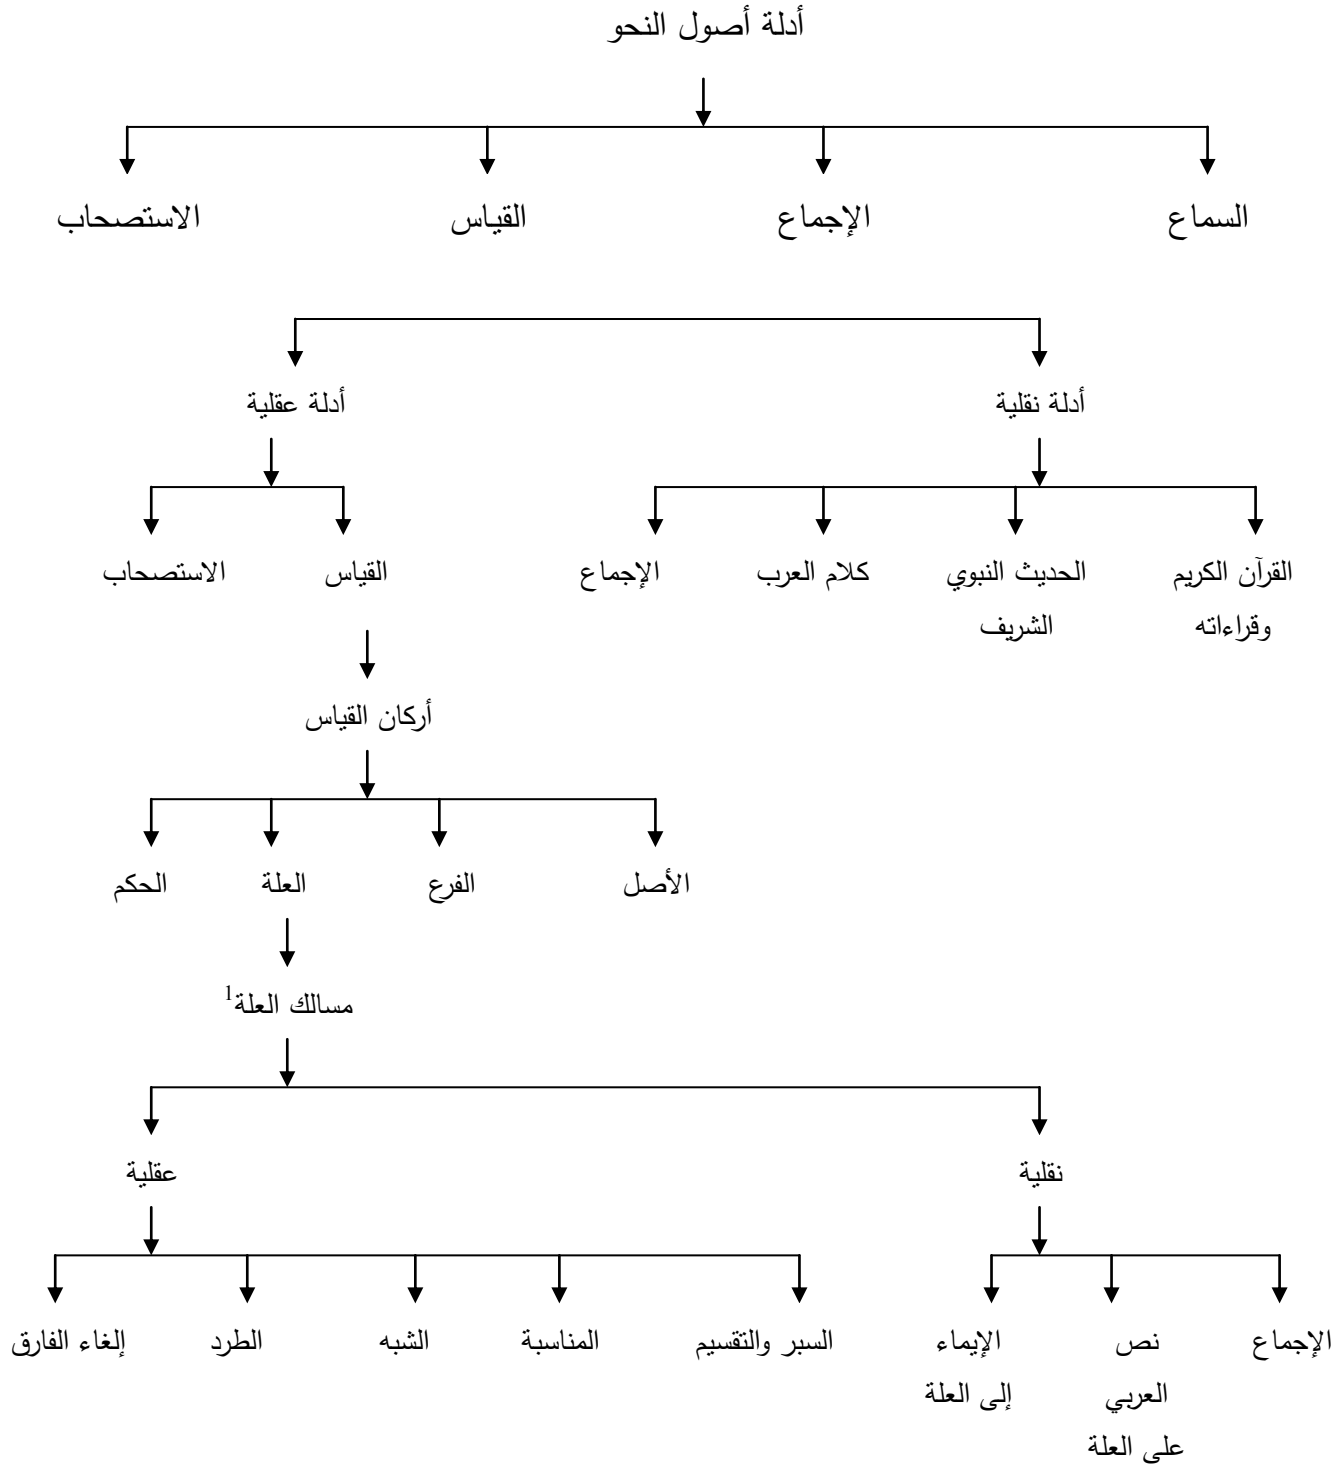 أدلة أصول النحو
السماع الإجماع القياس الاستصحاب
أدلة نقلية أدلة عقلية
القرآن الكريم الحديث النبوي كلام العرب الإجماع القياس الاستصحاب
وقراءاته الشريف
أركان القياس
الأصل الفرع العلة الحكم
مسالك العلة1
نقلية عقلية
الإجماع نص الإيماء السبر والتقسيم المناسبة الشبه الطرد إلغاء الفارق
العربي إلى العلة
على العلة